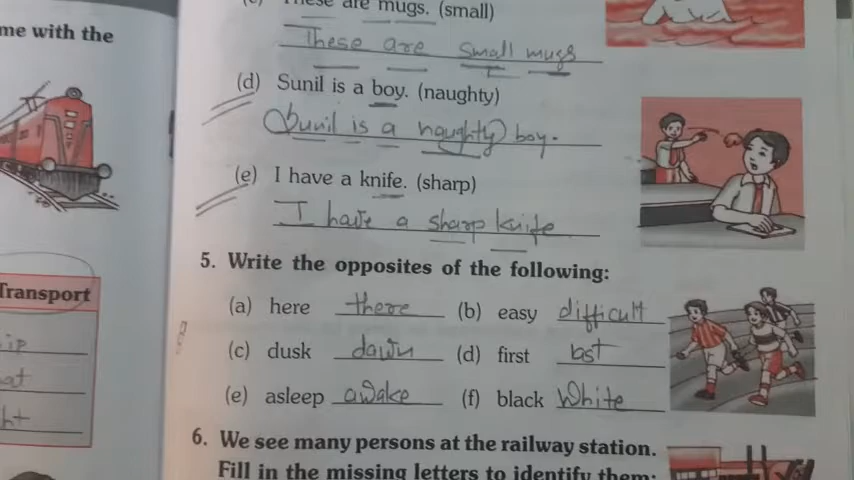 me with the
Transport
ip
at
ht
These are mugs. (small)
These are small mugs
(d) Sunil is a boy. (naughty)
Sunil is a naughty boy.
(e) I have a knife. (sharp)
I have a sharp knife
5. Write the opposites of the following:
(a) here there (b) easy difficult
(c) dusk dawn (d) first last
(e) asleep awake (f) black White
6. We see many persons at the railway station.
Fill in the missing letters to identify them: